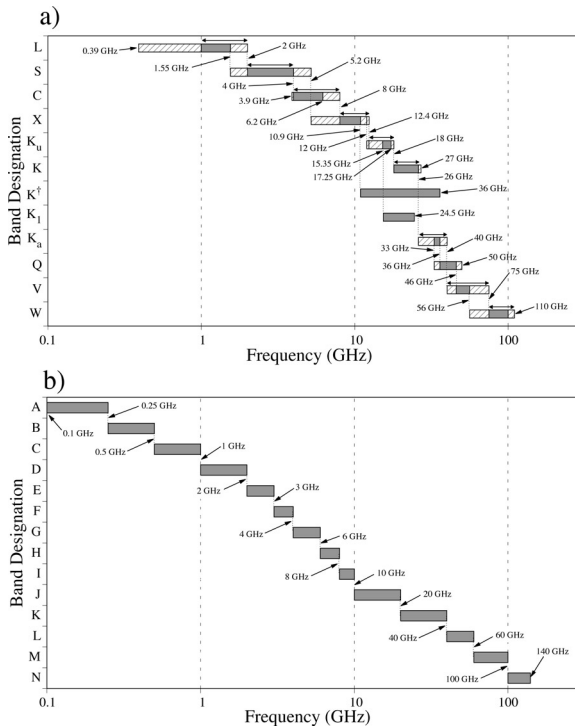 a)
L
0.39 GHz
2 GHz
1.55 GHz
5.2 GHz
S
4 GHz
8 GHz
C
3.9 GHz
6.2 GHz
12.4 GHz
X
10.9 GHz
12 GHz
18 GHz
Ku
15.35 GHz
17.25 GHz
27 GHz
K
26 GHz
K†
36 GHz
K1
24.5 GHz
Ka
33 GHz
40 GHz
Q
36 GHz
50 GHz
46 GHz
75 GHz
V
56 GHz
W
110 GHz
Band Designation
0.1
1
10
100
Frequency (GHz)
b)
A
0.1 GHz
0.25 GHz
B
C
0.5 GHz
1 GHz
D
E
2 GHz
3 GHz
F
G
4 GHz
6 GHz
H
I
8 GHz
10 GHz
J
20 GHz
K
L
40 GHz
60 GHz
M
100 GHz
140 GHz
N
Band Designation
0.1
1
10
100
Frequency (GHz)